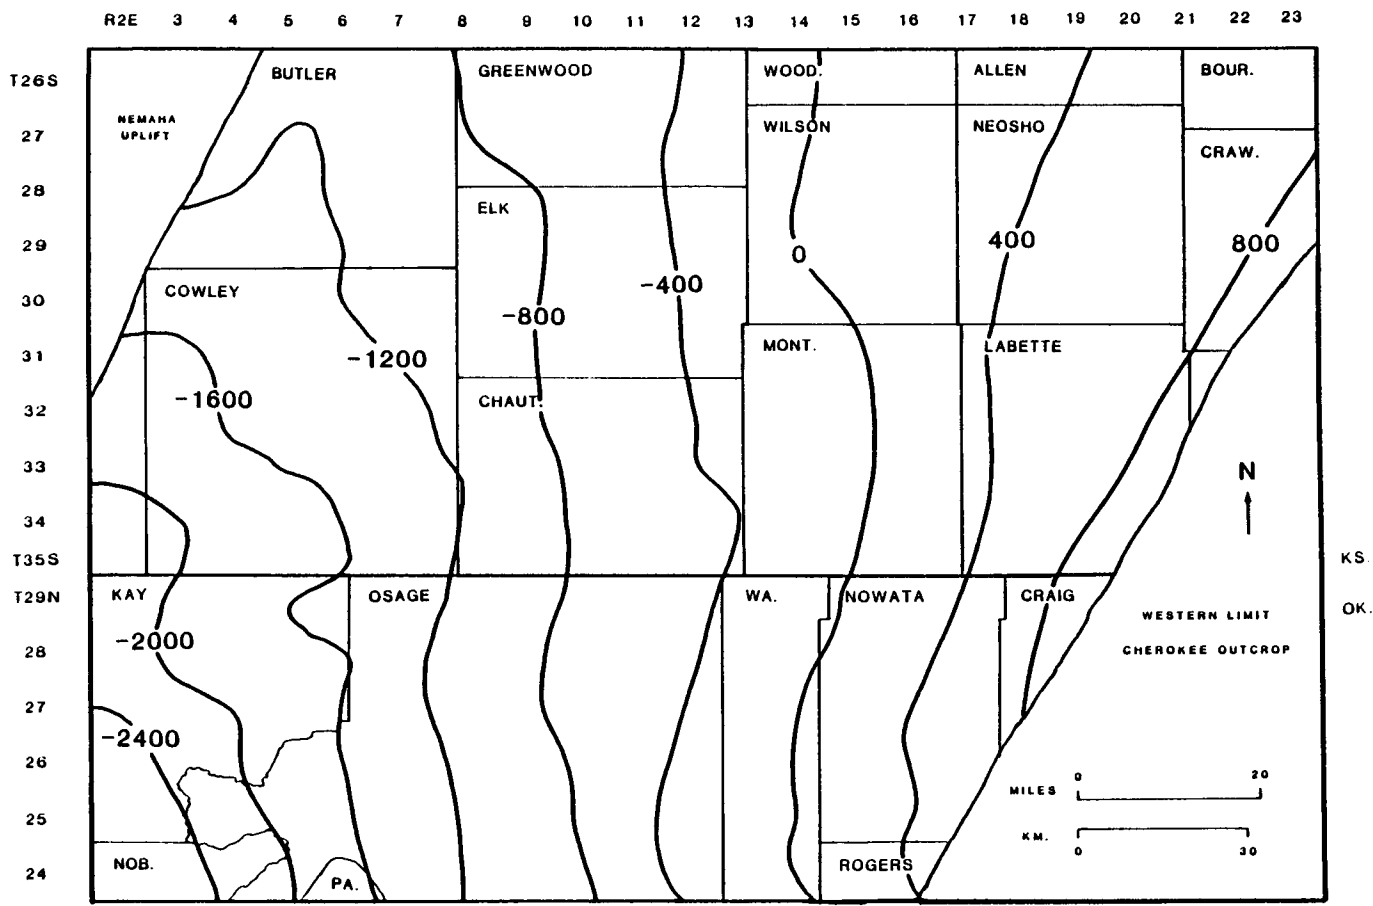 R2E 3 4 5 6 7 8 9 10 11 12 13 14 15 16 17 18 19 20 21 22 23
T26S
BUTLER
GREENWOOD
WOOD.
ALLEN
BOUR.
NEMAHA
UPLIFT
27
WILSON
NEOSHO
CRAW.
28
ELK
29
0
400
800
30
COWLEY
-800
-400
31
-1200
MONT.
LABETTE
32
-1600
CHAUT.
33
N
34
T35S
KS.
T29N
KAY
OSAGE
WA.
NOWATA
CRAIG
OK.
WESTERN LIMIT
CHEROKEE OUTCROP
28
-2000
27
-2400
26
MILES
0 20
25
KM.
0 30
24
NOB.
PA.
ROGERS